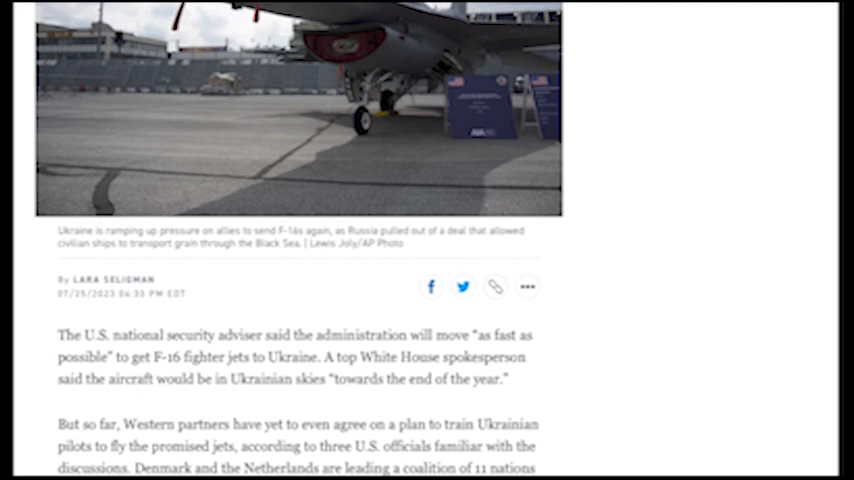 AIA
Ukraine is ramping up pressure on allies to send F-16s again, as Russia pulled out of a deal that allowed
civilian ships to transport grain through the Black Sea. | Lewis Joly/AP Photo
By LARA SELIGMAN
07/25/2023 04:33 PM EDT
The U.S. national security adviser said the administration will move “as fast as
possible” to get F-16 fighter jets to Ukraine. A top White House spokesperson
said the aircraft would be in Ukrainian skies “towards the end of the year.”
But so far, Western partners have yet to even agree on a plan to train Ukrainian
pilots to fly the promised jets, according to three U.S. officials familiar with the
discussions. Denmark and the Netherlands are leading a coalition of 11 nations